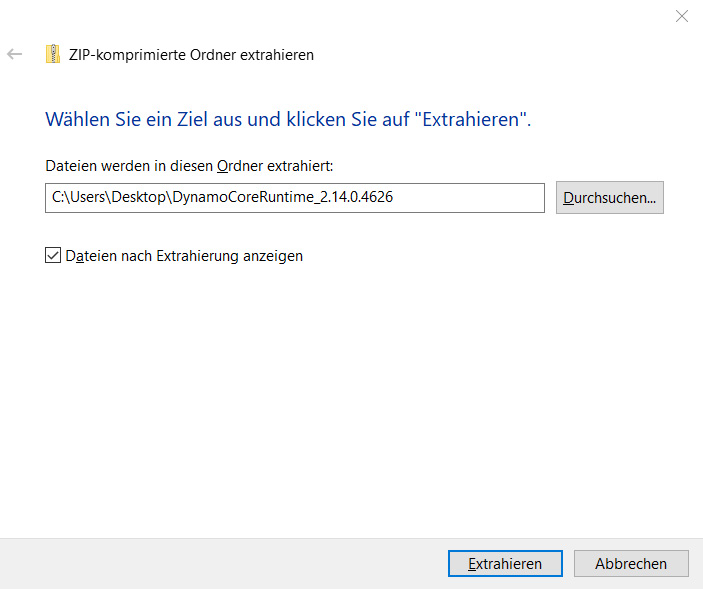 ZIP-komprimierte Ordner extrahieren
Wählen Sie ein Ziel aus und klicken Sie auf "Extrahieren".
Dateien werden in diesen Ordner extrahiert:
C:\Users\Desktop\DynamoCoreRuntime_2.14.0.4626
Durchsuchen...
Dateien nach Extrahierung anzeigen
Extrahieren
Abbrechen